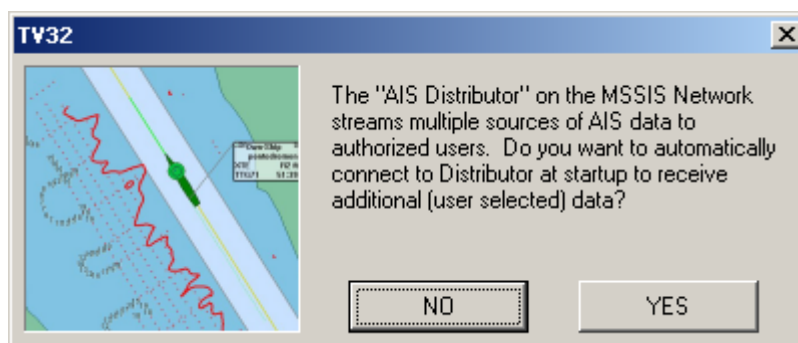 TV32
The "AIS Distributor" on the MSSIS Network
streams multiple sources of AIS data to
authorized users.  Do you want to automatically
connect to Distributor at startup to receive
additional (user selected) data?
OwnShip
NO
YES